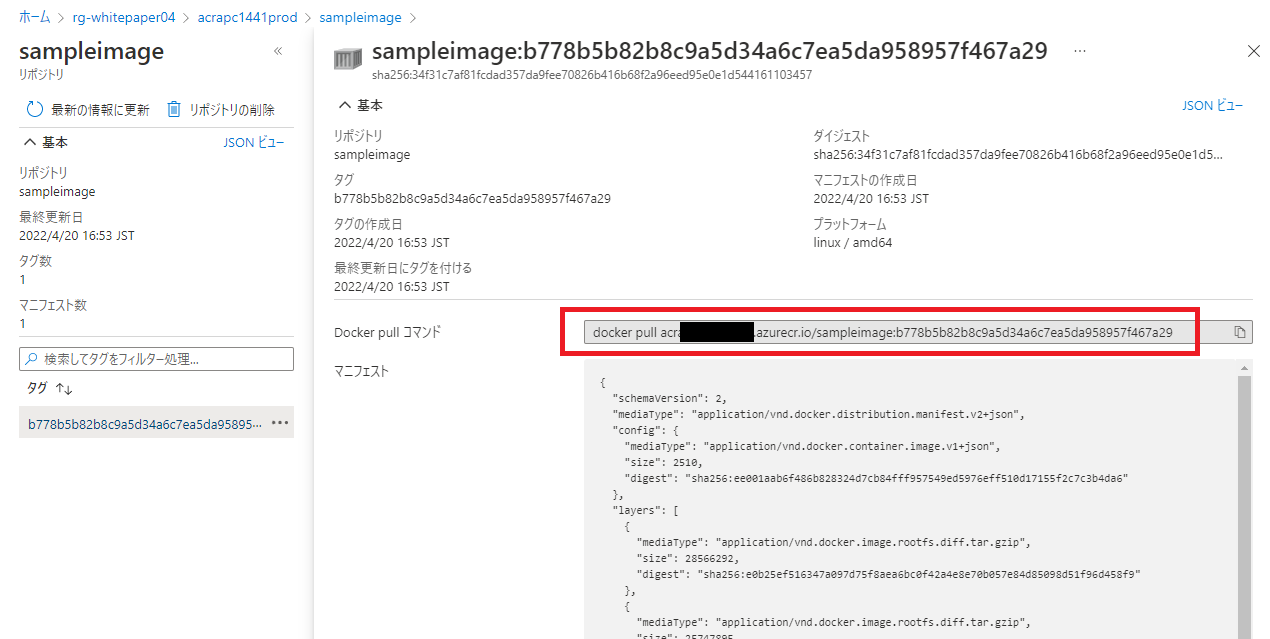 ホーム > rg-whitepaper04 > acrapc1441prod > sampleimage >
sampleimage
リポジトリ
最新の情報に更新 リポジトリの削除
基本 JSON ビュー
リポジトリ
sampleimage
最終更新日
2022/4/20 16:53 JST
タグ数
1
マニフェスト数
1
検索してタグをフィルター処理...
タグ ↑↓
b778b5b82b8c9a5d34a6c7ea5da95895... ...
sampleimage:b778b5b82b8c9a5d34a6c7ea5da958957f467a29 ...
sha256:34f31c7af81fcdad357da9fee70826b416b68f2a96eed95e0e1d544161103457
基本 JSON ビュー
リポジトリ
sampleimage
タグ
b778b5b82b8c9a5d34a6c7ea5da958957f467a29
タグの作成日
2022/4/20 16:53 JST
最終更新日にタグを付ける
2022/4/20 16:53 JST
ダイジェスト
sha256:34f31c7af81fcdad357da9fee70826b416b68f2a96eed95e0e1d5...
マニフェストの作成日
2022/4/20 16:53 JST
プラットフォーム
linux / amd64
Docker pull コマンド
docker pull acra .azurecr.io/sampleimage:b778b5b82b8c9a5d34a6c7ea5da958957f467a29
マニフェスト
{
"schemaVersion": 2,
"mediaType": "application/vnd.docker.distribution.manifest.v2+json",
"config": {
"mediaType": "application/vnd.docker.container.image.v1+json",
"size": 2510,
"digest": "sha256:ee001aab6f486b828324d7cb84fff957549ed5976eff510d17155f2c7c3b4da6"
},
"layers": [
{
"mediaType": "application/vnd.docker.image.rootfs.diff.tar.gzip",
"size": 28566292,
"digest": "sha256:e0b25ef516347a097d75f8aea6bc0f42a4e8e70b057e84d85098d51f96d458f9"
},
{
"mediaType": "application/vnd.docker.image.rootfs.diff.tar.gzip",
"size": 25747895,